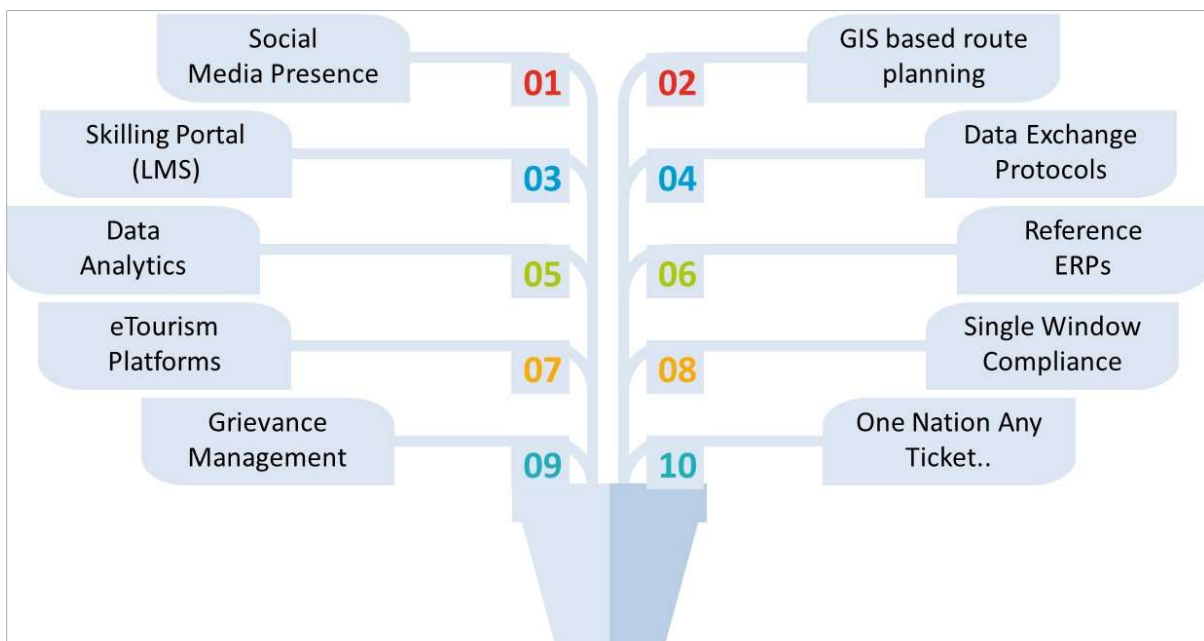 Social
Media Presence
01
02
GIS based route
planning
Skilling Portal
(LMS)
03
04
Data Exchange
Protocols
Data
Analytics
05
06
Reference
ERPs
eTourism
Platforms
07
08
Single Window
Compliance
Grievance
Management
09
10
One Nation Any
Ticket..